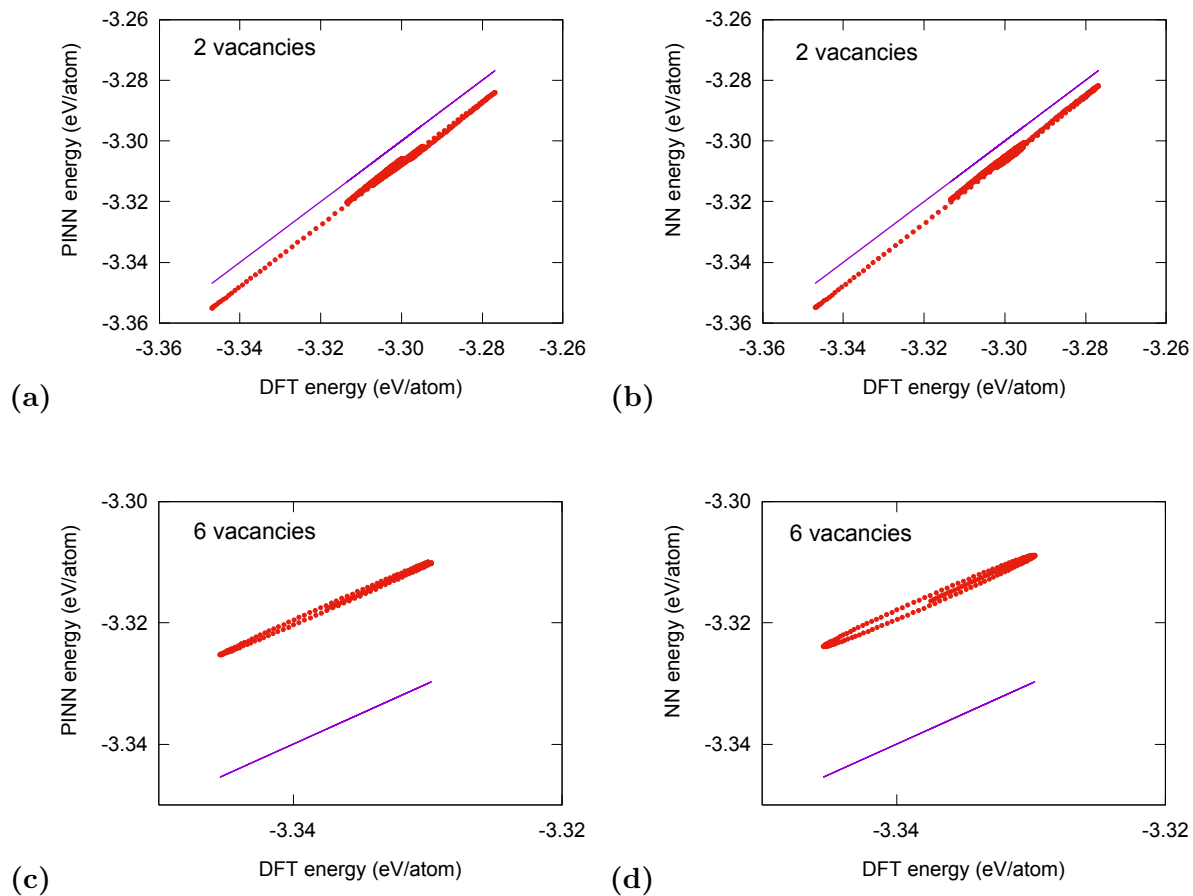 -3.26
2 vacancies
-3.28
-3.30
-3.32
-3.34
-3.36
PINN energy (eV/atom)
-3.36 -3.34 -3.32 -3.30 -3.28 -3.26
DFT energy (eV/atom)
(a)
-3.26
2 vacancies
-3.28
-3.30
-3.32
-3.34
-3.36
NN energy (eV/atom)
-3.36 -3.34 -3.32 -3.30 -3.28 -3.26
DFT energy (eV/atom)
(b)
-3.30
6 vacancies
-3.32
-3.34
PINN energy (eV/atom)
-3.34 -3.32
DFT energy (eV/atom)
(c)
-3.30
6 vacancies
-3.32
-3.34
NN energy (eV/atom)
-3.34 -3.32
DFT energy (eV/atom)
(d)